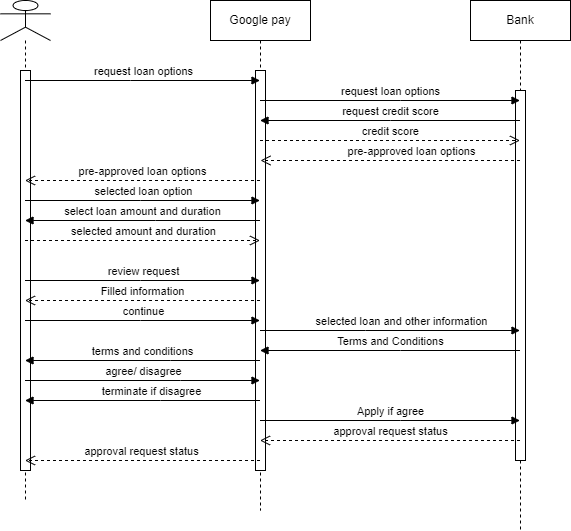 Google pay
Bank
request loan options
request loan options
request credit score
credit score
pre-approved loan options
pre-approved loan options
selected loan option
select loan amount and duration
selected amount and duration
review request
Filled information
continue
selected loan and other information
Terms and Conditions
terms and conditions
agree/ disagree
terminate if disagree
Apply if agree
approval request status
approval request status